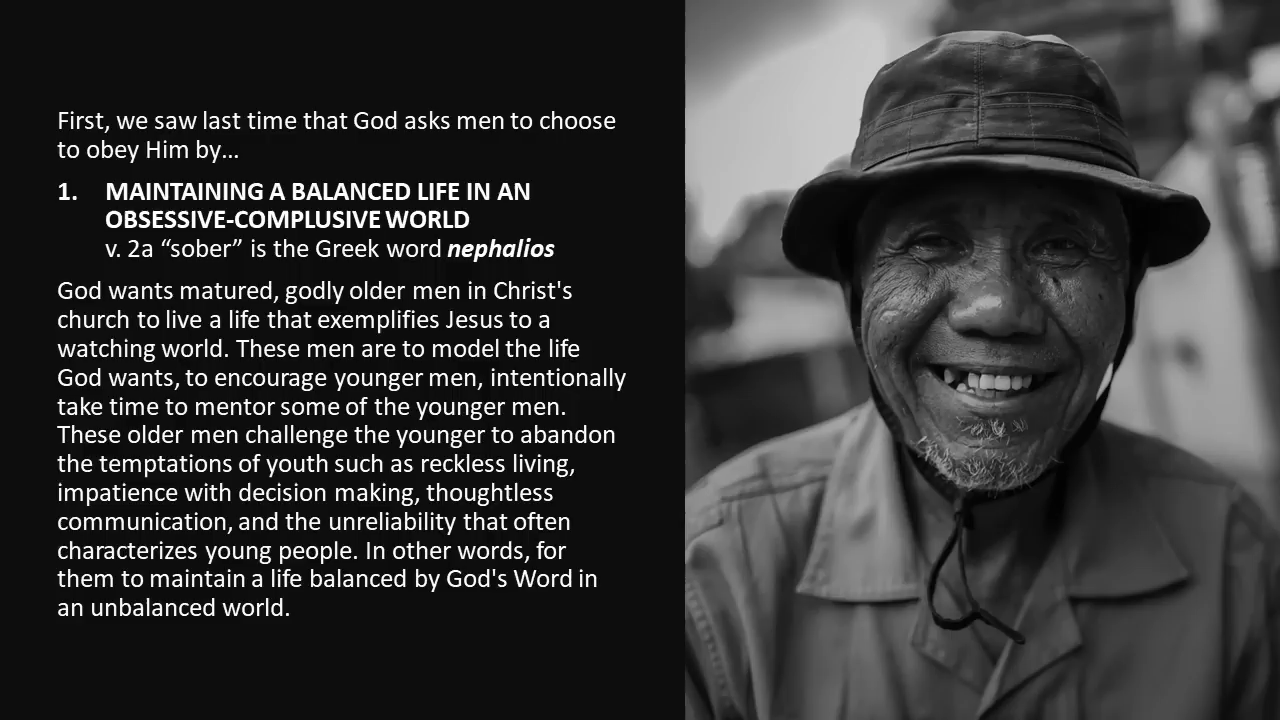 First, we saw last time that God asks men to choose
to obey Him by…
1. MAINTAINING A BALANCED LIFE IN AN
OBSESSIVE-COMPLUSIVE WORLD
v. 2a “sober” is the Greek word nephalios
God wants matured, godly older men in Christ's
church to live a life that exemplifies Jesus to a
watching world. These men are to model the life
God wants, to encourage younger men, intentionally
take time to mentor some of the younger men.
These older men challenge the younger to abandon
the temptations of youth such as reckless living,
impatience with decision making, thoughtless
communication, and the unreliability that often
characterizes young people. In other words, for
them to maintain a life balanced by God's Word in
an unbalanced world.